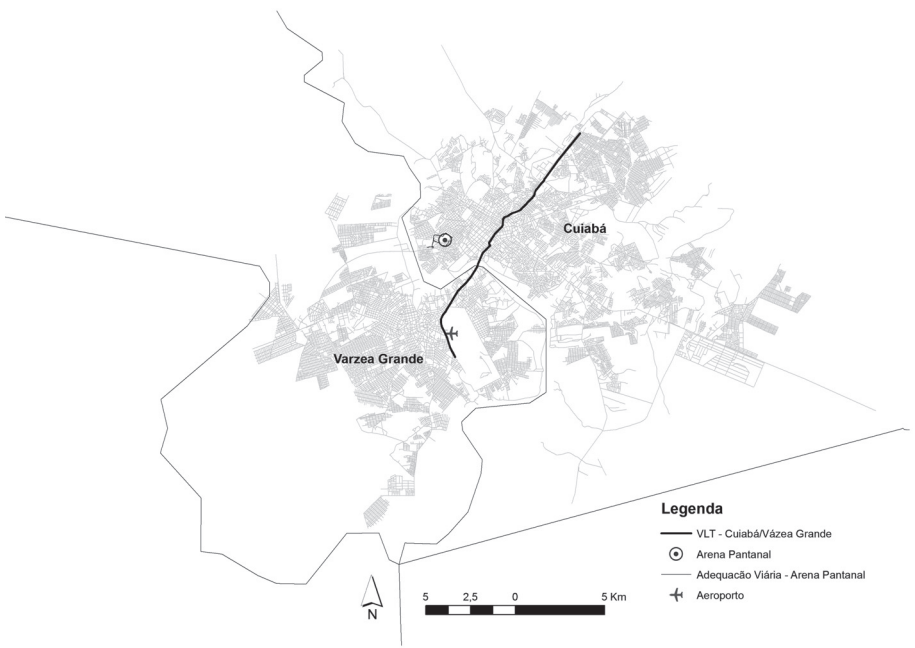 Cuiabá
Varzea Grande
Legenda
VLT - Cuiabá/Vázea Grande
Arena Pantanal
Adequacão Viária - Arena Pantanal
Aeroporto
N
5 2,5 0 5 Km